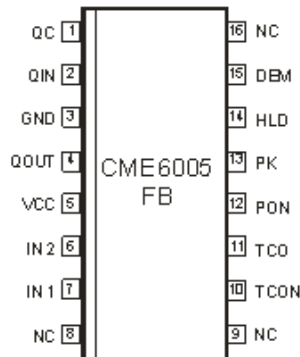 QC 1 16 NC
QIN 2 15 DEM
GND 3 14 HLD
QOUT 4 13 PK
CME6005
FB
VCC 5 12 PON
IN 2 6 11 TCO
IN 1 7 10 TCON
NC 8 9 NC